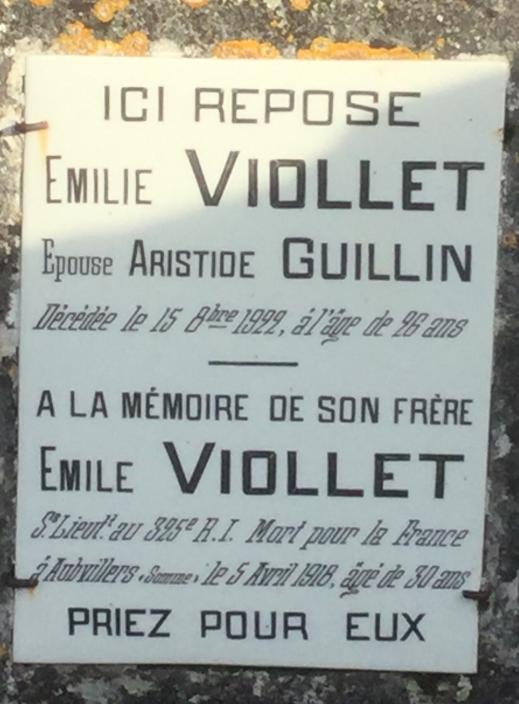 ICI REPOSE
EMILIE VIOLLET
Epouse ARISTIDE GUILLIN
Décédée le 15 8bre 1922, á l'âge de 26 ans
A LA MÉMOIRE DE SON FRÈRE
EMILE VIOLLET
Ss Lieutt au 325e R.I. Mort pour la France
á Aubvillers (Somme) le 5 Avril 1918, âgé de 30 ans
PRIEZ POUR EUX